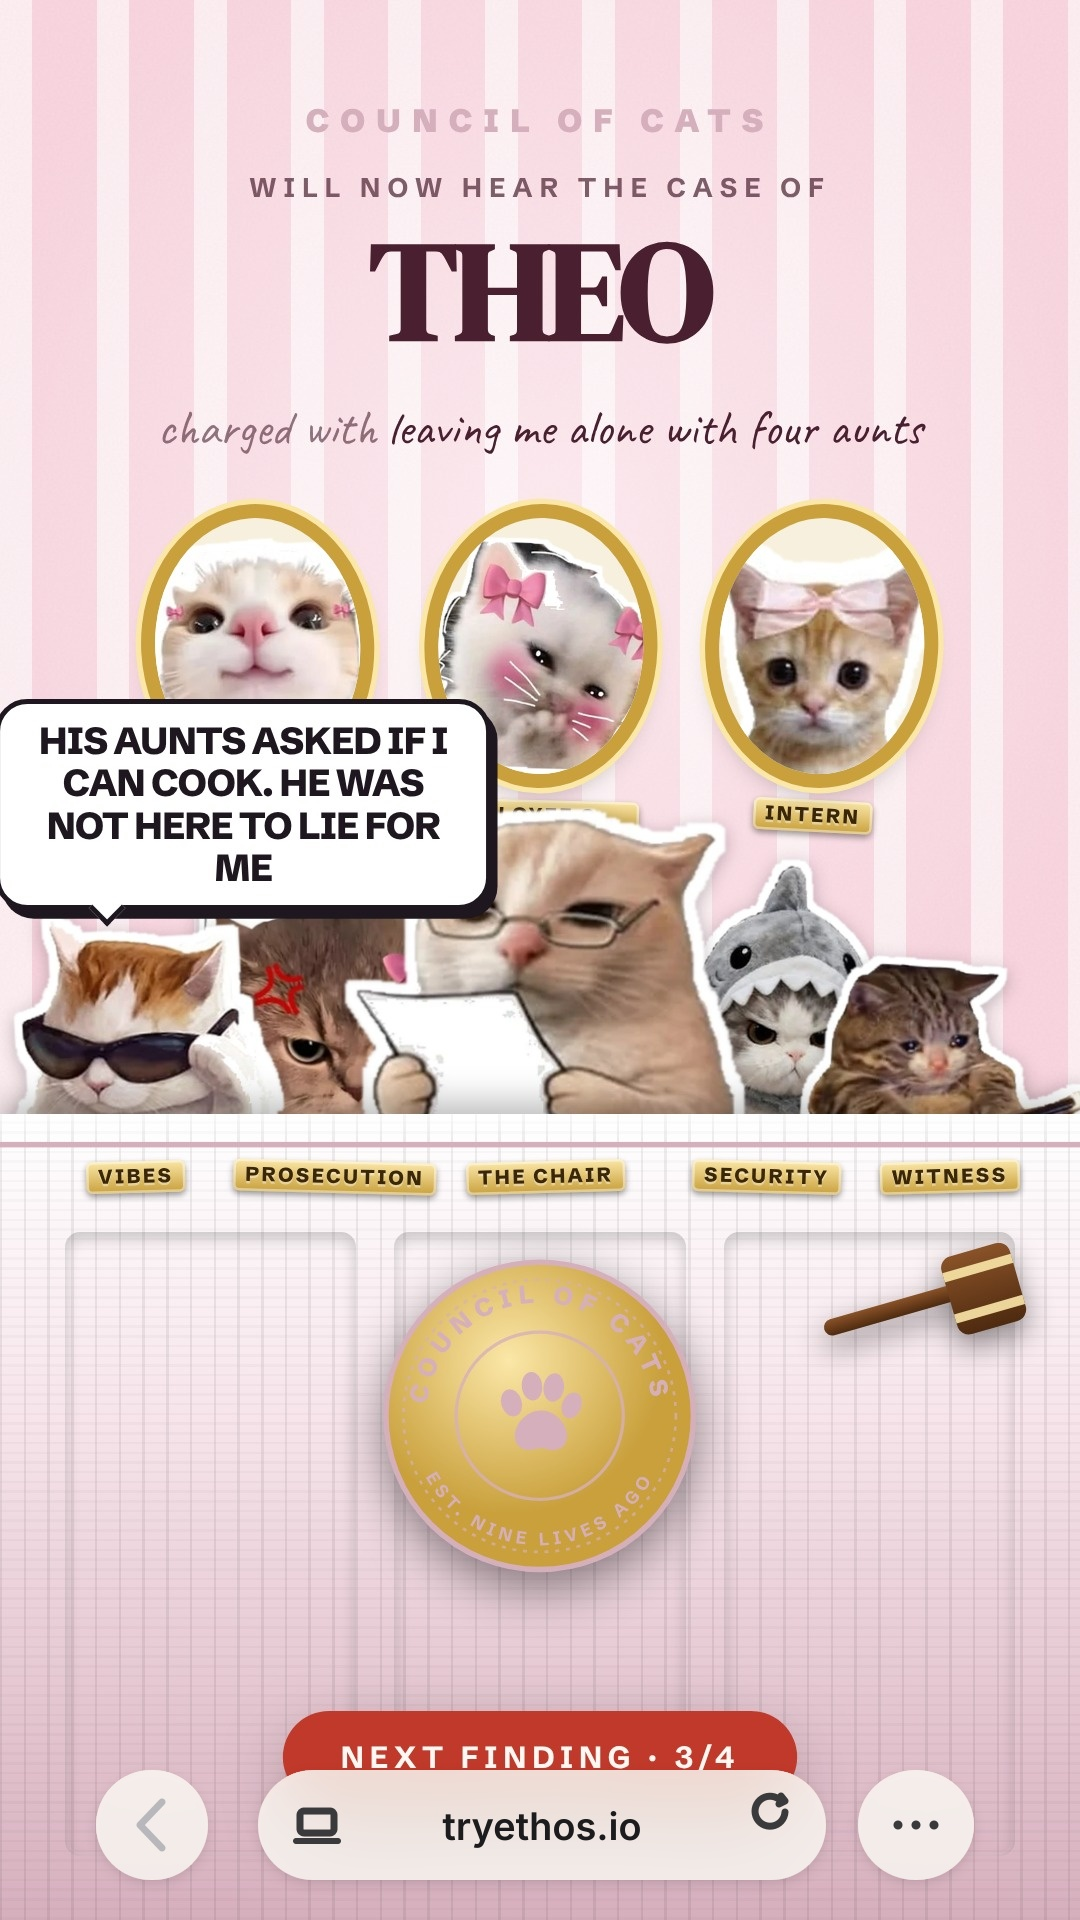 COUNCIL OF CATS
WILL NOW HEAR THE CASE OF
THEO
charged with leaving me alone with four aunts
HIS AUNTS ASKED IF I
CAN COOK. HE WAS
NOT HERE TO LIE FOR
ME
INTERN
VIBES
PROSECUTION
THE CHAIR
SECURITY
WITNESS
COUNCIL OF CATS
EST. NINE LIVES AGO
NEXT FINDING · 3/4
tryethos.io